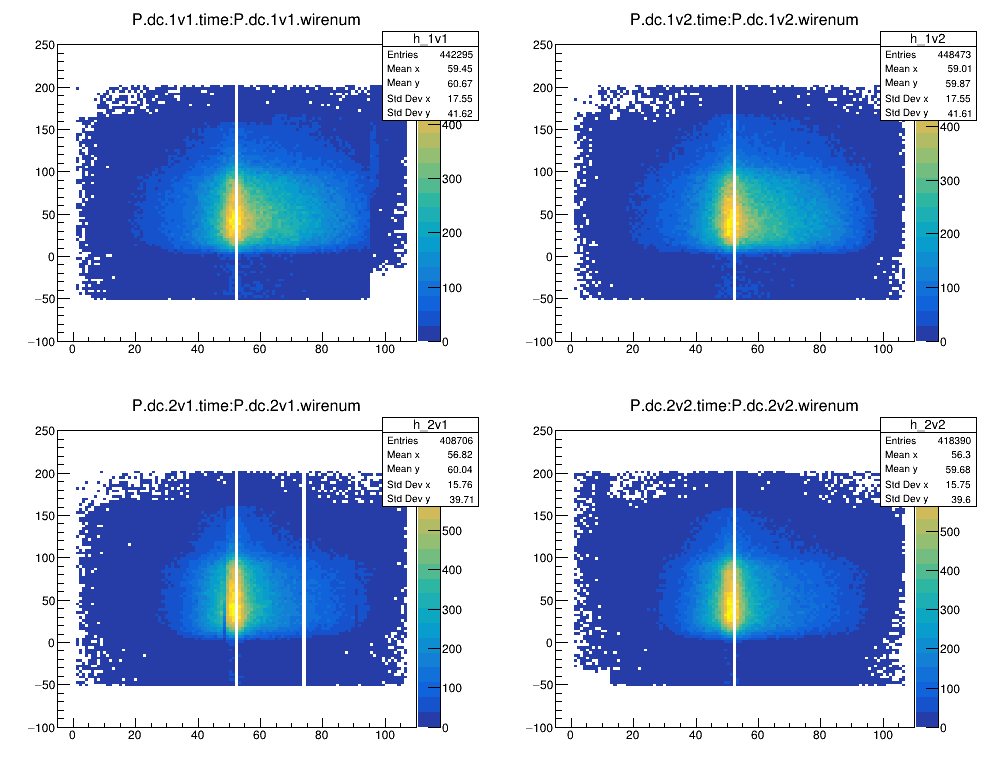 P.dc.1v1.time:P.dc.1v1.wirenum
h_1v1
Entries 442295
Mean x 59.45
Mean y 60.67
Std Dev x 17.55
Std Dev y 41.62
250
200
150
100
50
0
−50
−100
0 20 40 60 80 100
400
300
200
100
0
P.dc.1v2.time:P.dc.1v2.wirenum
h_1v2
Entries 448473
Mean x 59.01
Mean y 59.87
Std Dev x 17.55
Std Dev y 41.61
250
200
150
100
50
0
−50
−100
0 20 40 60 80 100
400
300
200
100
0
P.dc.2v1.time:P.dc.2v1.wirenum
h_2v1
Entries 408706
Mean x 56.82
Mean y 60.04
Std Dev x 15.76
Std Dev y 39.71
250
200
150
100
50
0
−50
−100
0 20 40 60 80 100
500
400
300
200
100
0
P.dc.2v2.time:P.dc.2v2.wirenum
h_2v2
Entries 418390
Mean x 56.3
Mean y 59.68
Std Dev x 15.75
Std Dev y 39.6
250
200
150
100
50
0
−50
−100
0 20 40 60 80 100
500
400
300
200
100
0